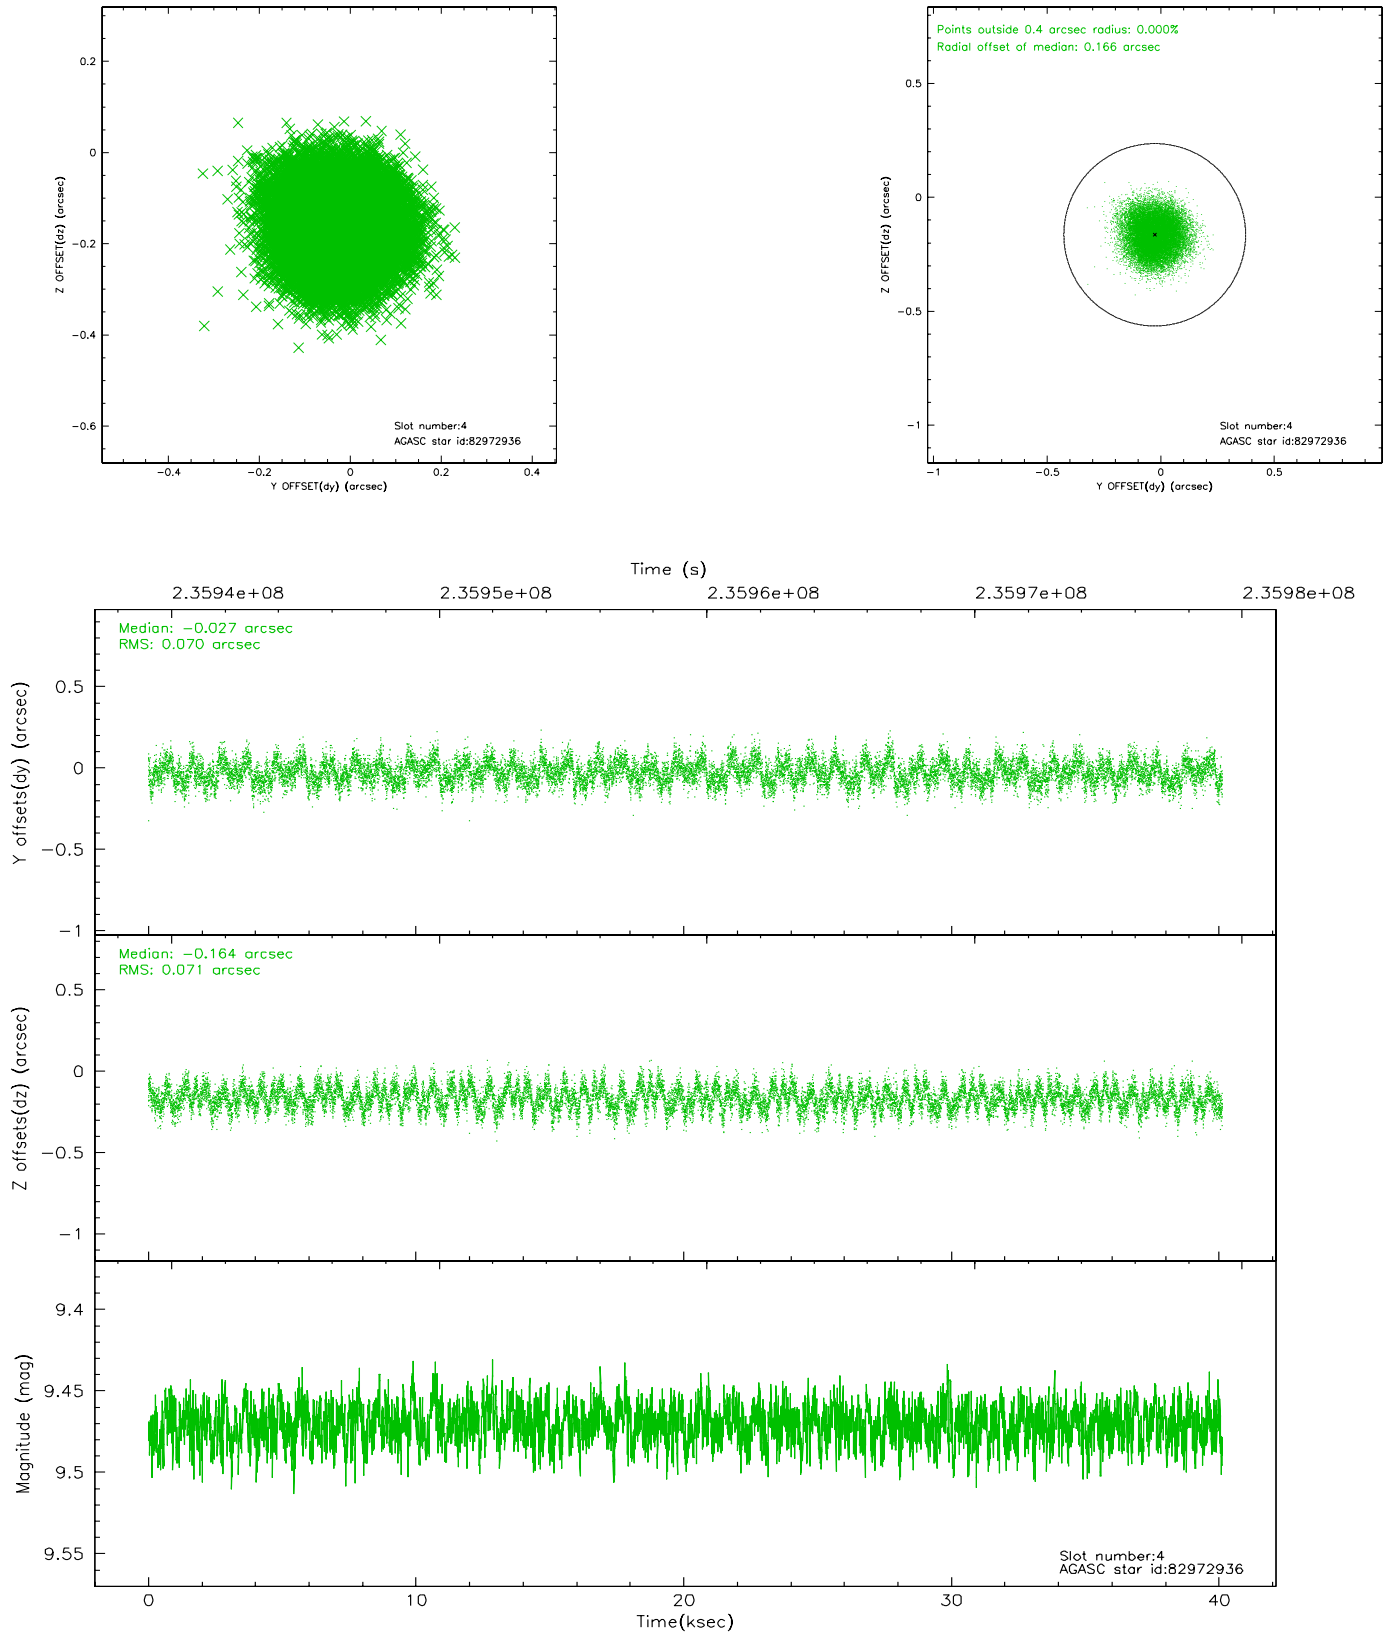 0.2
0
−0.2
−0.4
−0.6
Z OFFSET(dz) (arcsec)
Slot number:4
AGASC star id:82972936
−0.4
−0.2
0
0.2
0.4
Y OFFSET(dy) (arcsec)
Points outside 0.4 arcsec radius: 0.000%
Radial offset of median: 0.166 arcsec
0.5
0
−0.5
−1
Z OFFSET(dz) (arcsec)
Slot number:4
AGASC star id:82972936
−1
−0.5
0
0.5
Y OFFSET(dy) (arcsec)
Time (s)
2.3594e+08
2.3595e+08
2.3596e+08
2.3597e+08
2.3598e+08
Median: −0.027 arcsec
RMS: 0.070 arcsec
0.5
0
−0.5
−1
Y offsets(dy) (arcsec)
Median: −0.164 arcsec
RMS: 0.071 arcsec
0.5
0
−0.5
−1
Z offsets(dz) (arcsec)
9.4
9.45
9.5
9.55
Magnitude (mag)
Slot number:4
AGASC star id:82972936
0
10
20
30
40
Time(ksec)